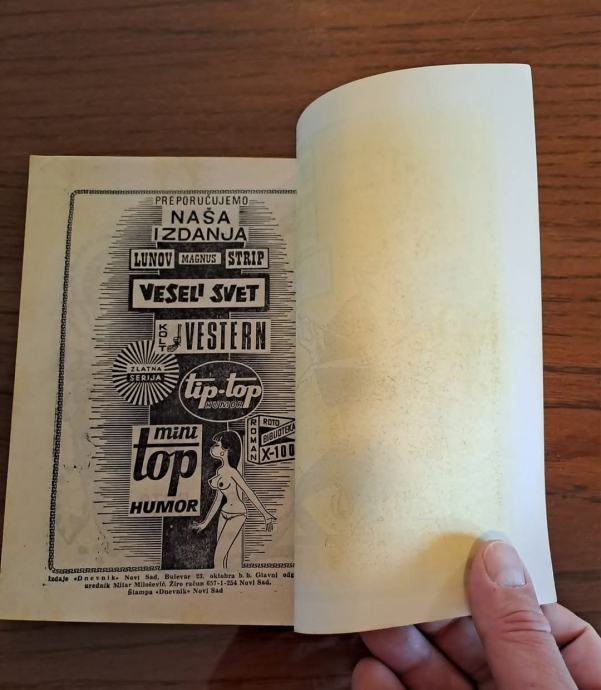 PREPORUČUJEMO
NAŠA
IZDANJA
LUNOV MAGNUS STRIP
VESELI SVET
KOLT VESTERN
ZLATNA
SERIJA
tip-top
HUMOR
ROMAN ROTO
BIBLIOTEKA
X-100
mini
top
HUMOR
Izdaje «Dnevnik» Novi Sad, Bulevar 23. oktobra b. b. Glavni odg
urednik Mitar Milošević. Žiro račun 657-1-254 Novi Sad.
Štampa «Dnevnik» Novi Sad